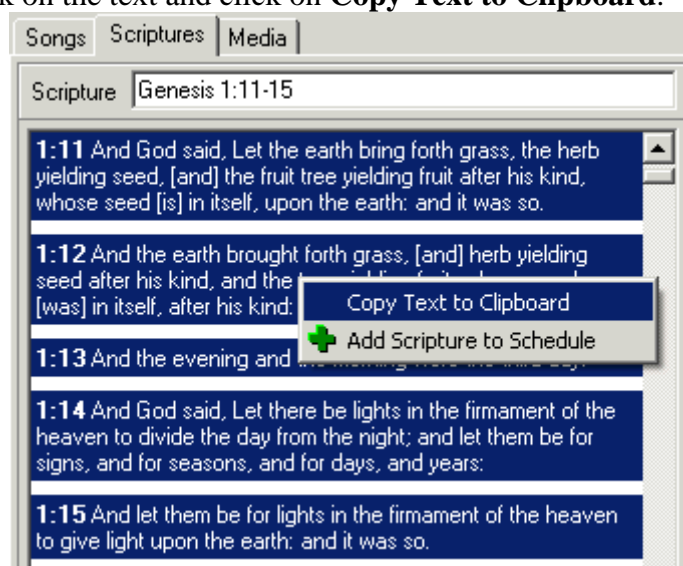 k on the text and click on Copy Text to Clipboard.
Songs Scriptures Media
Scripture Genesis 1:11-15
1:11 And God said, Let the earth bring forth grass, the herb
yielding seed, [and] the fruit tree yielding fruit after his kind,
whose seed [is] in itself, upon the earth: and it was so.
1:12 And the earth brought forth grass, [and] herb yielding
seed after his kind, and the
[was] in itself, after his kind:
Copy Text to Clipboard
Add Scripture to Schedule
1:13 And the evening and
1:14 And God said, Let there be lights in the firmament of the
heaven to divide the day from the night; and let them be for
signs, and for seasons, and for days, and years:
1:15 And let them be for lights in the firmament of the heaven
to give light upon the earth: and it was so.